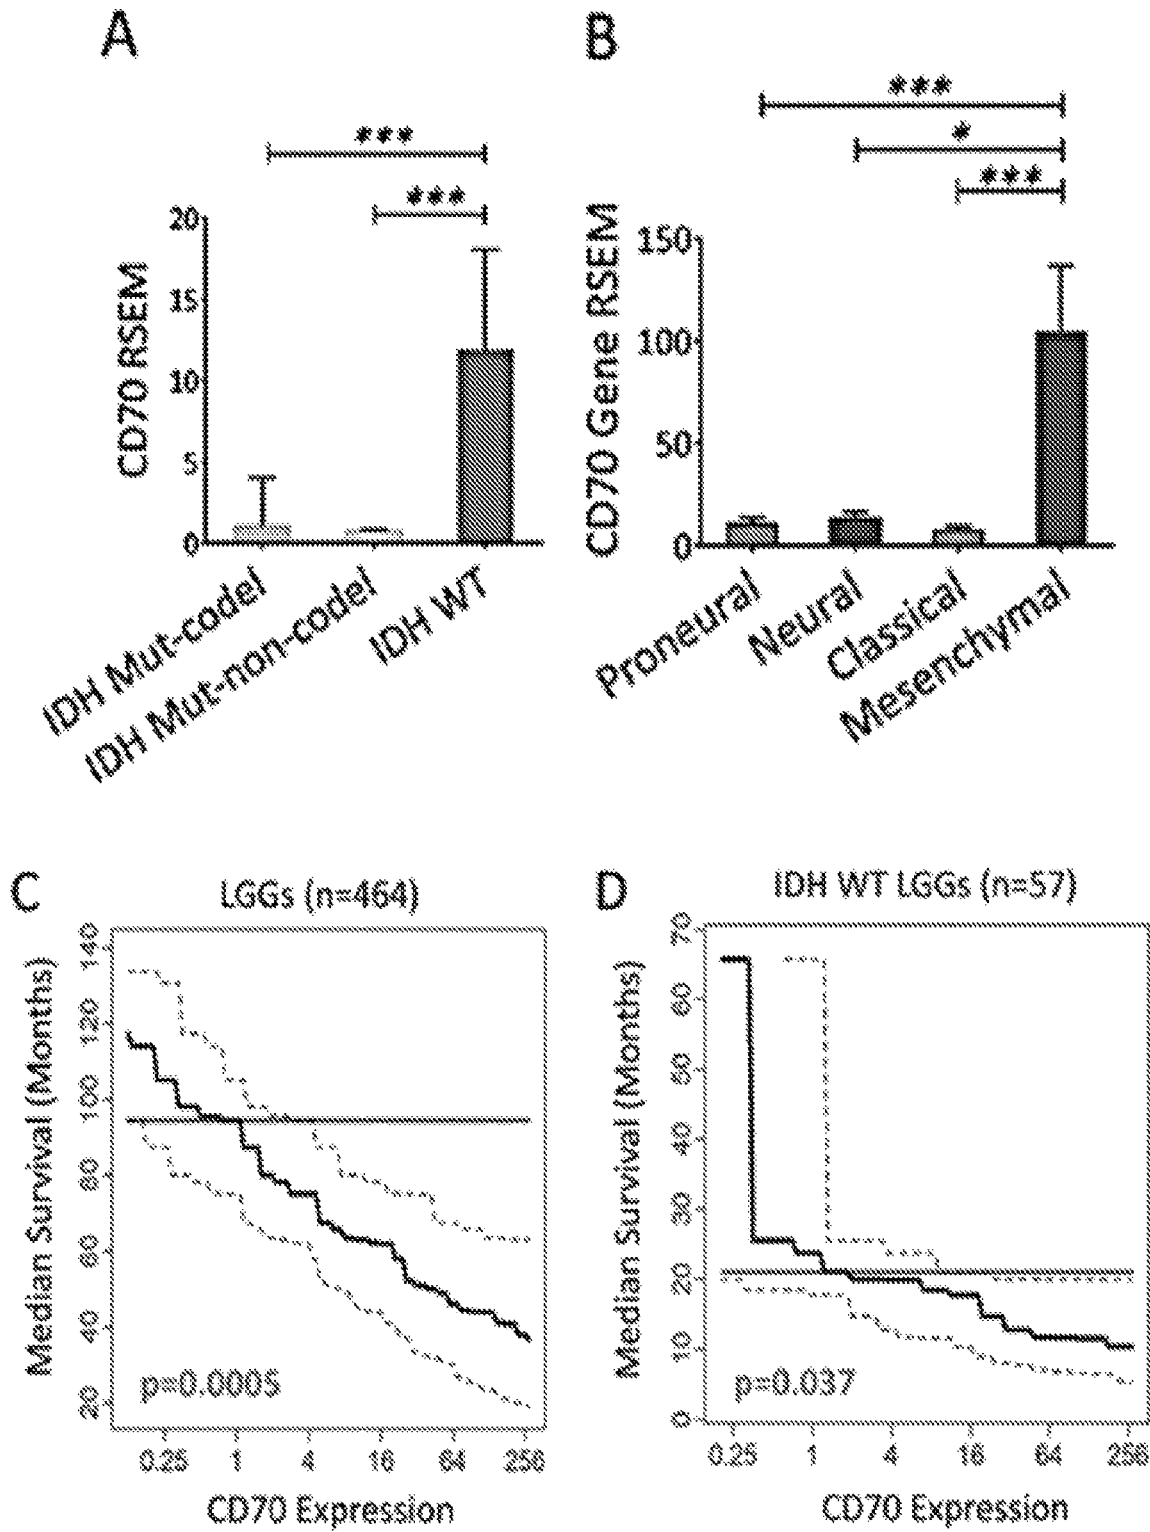 A
***
***
CD70 RSEM
20
15
10
5
0
IDH Mut-codel
IDH Mut-non-codel
IDH WT
B
***
*
***
CD70 Gene RSEM
150
100
50
0
Proneural
Neural
Classical
Mesenchymal
C
LGGs (n=464)
Median Survival (Months)
140
120
100
80
60
40
20
p=0.0005
0.25 1 4 16 64 256
CD70 Expression
D
IDH WT LGGs (n=57)
Median Survival (Months)
70
60
50
40
30
20
10
0
p=0.037
0.25 1 4 16 64 256
CD70 Expression